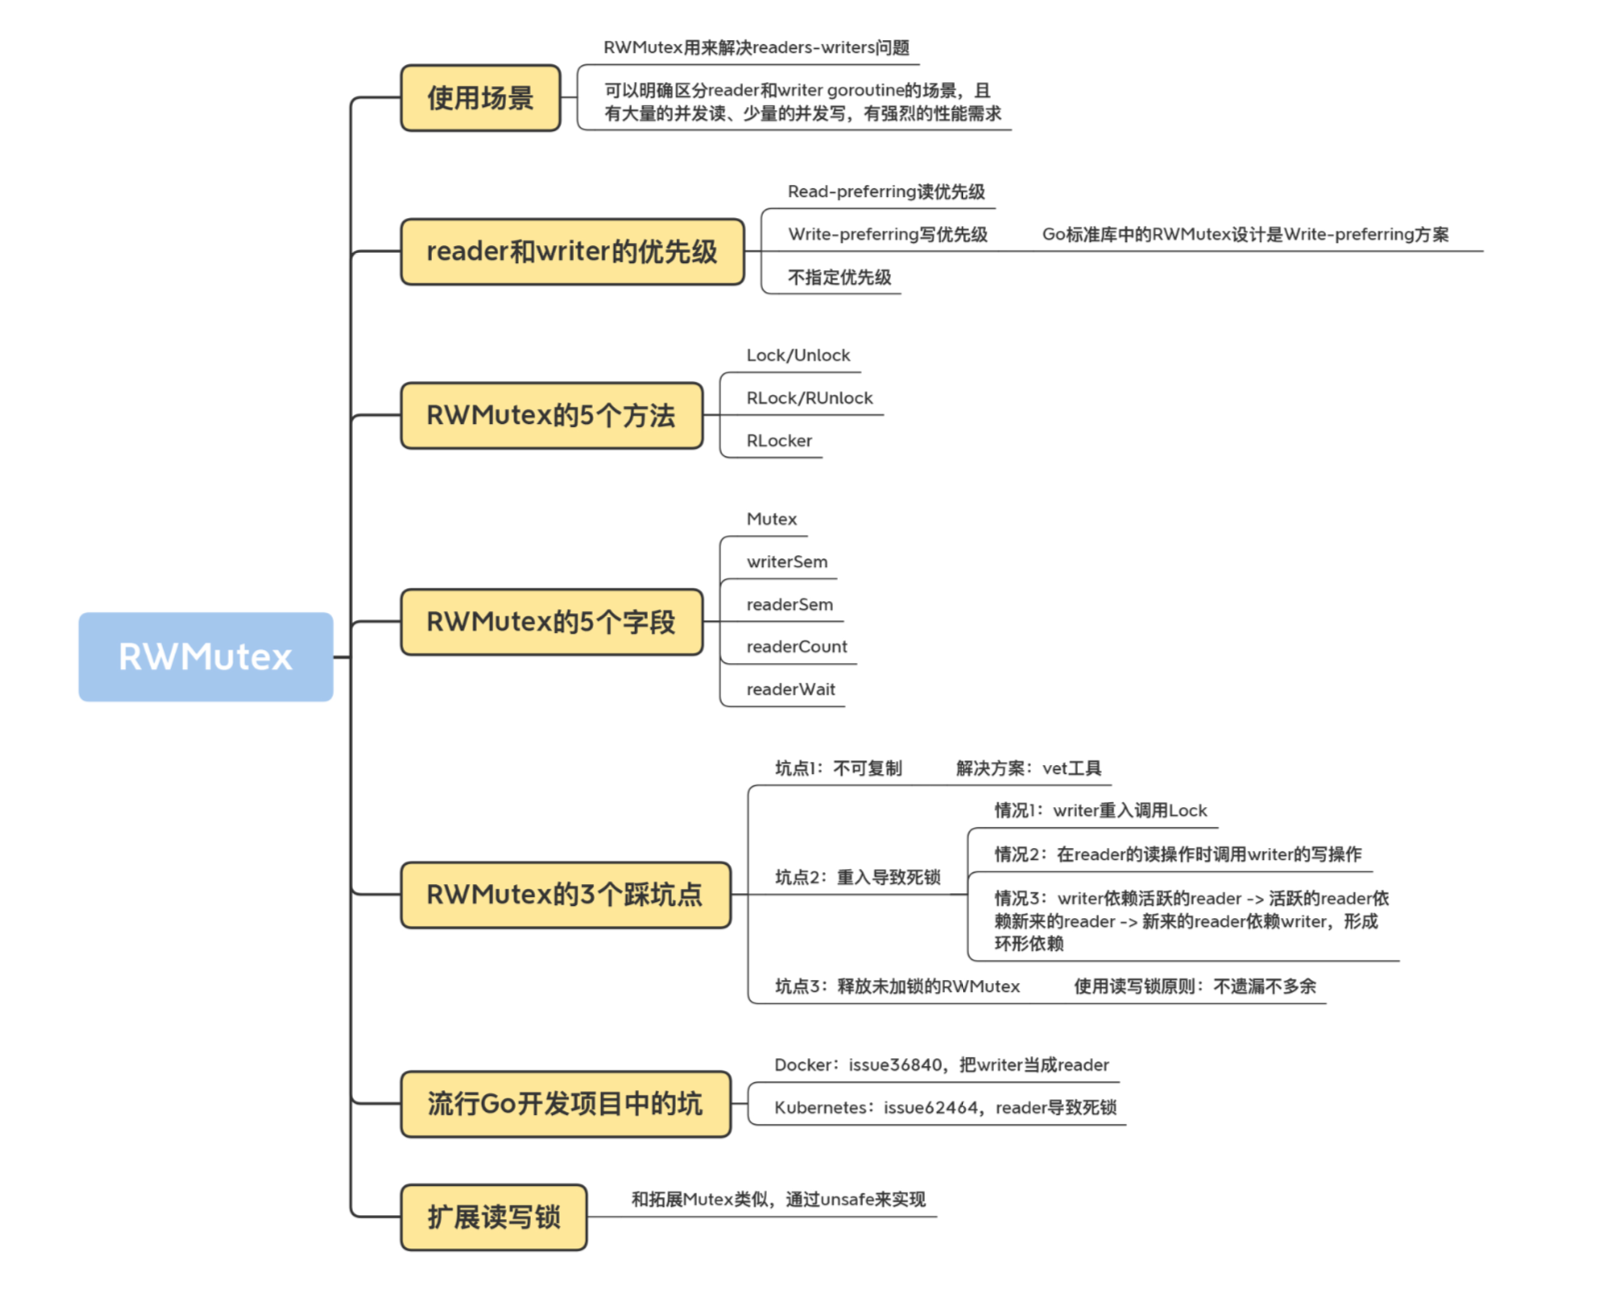 RWMutex
使用场景
RWMutex用来解决readers-writers问题
可以明确区分reader和writer goroutine的场景，且
有大量的并发读、少量的并发写，有强烈的性能需求
reader和writer的优先级
Read-preferring读优先级
Write-preferring写优先级
Go标准库中的RWMutex设计是Write-preferring方案
不指定优先级
RWMutex的5个方法
Lock/Unlock
RLock/RUnlock
RLocker
RWMutex的5个字段
Mutex
writerSem
readerSem
readerCount
readerWait
RWMutex的3个踩坑点
坑点1：不可复制
解决方案：vet工具
坑点2：重入导致死锁
情况1：writer重入调用Lock
情况2：在reader的读操作时调用writer的写操作
情况3：writer依赖活跃的reader -> 活跃的reader依
赖新来的reader -> 新来的reader依赖writer，形成
环形依赖
坑点3：释放未加锁的RWMutex
使用读写锁原则：不遗漏不多余
流行Go开发项目中的坑
Docker：issue36840，把writer当成reader
Kubernetes：issue62464，reader导致死锁
扩展读写锁
和拓展Mutex类似，通过unsafe来实现